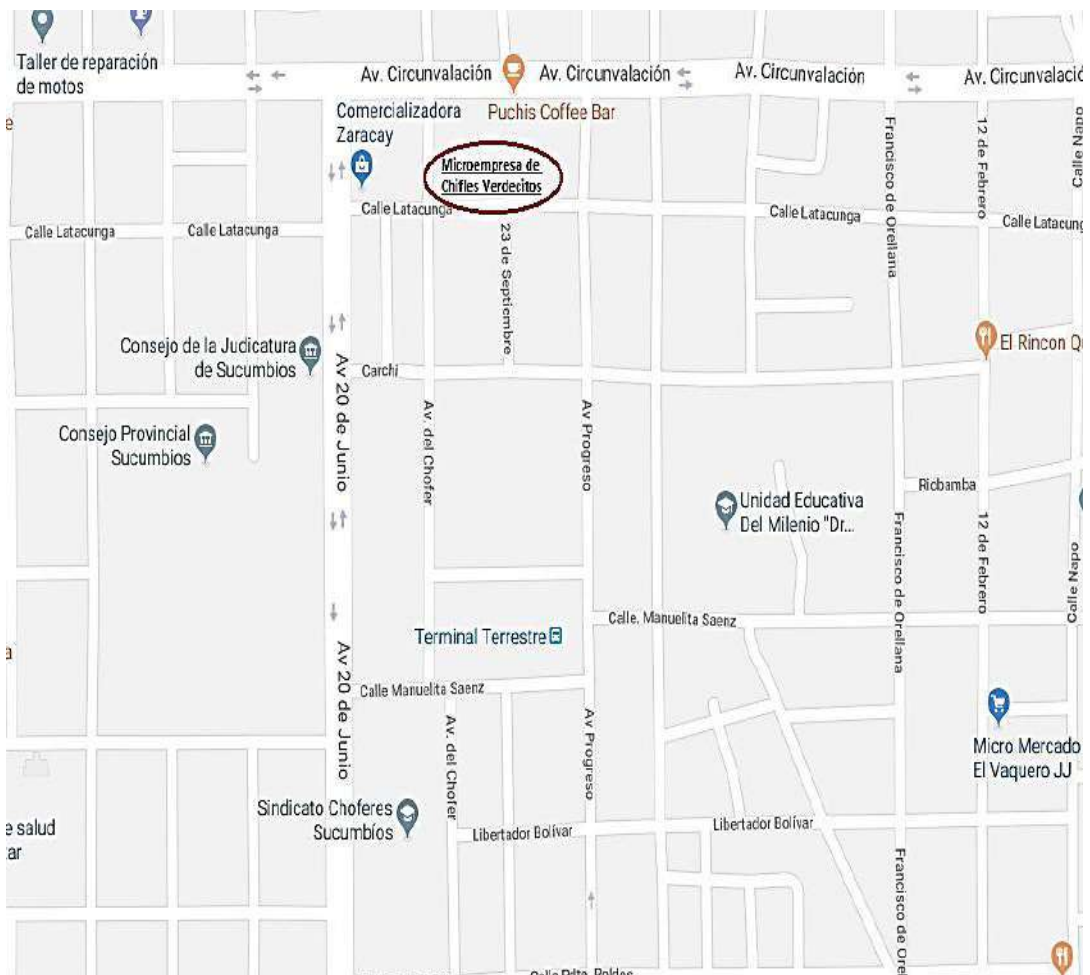 Taller de reparación
de motos
Av. Circunvalación
Av. Circunvalación
Av. Circunvalación
Av. Circunvalació
Puchis Coffee Bar
Comercializadora
Zaracay
Microempresa de
Chifles Verdecitos
Francisco de Orellana
12 de Febrero
Calle Napo
Calle Latacunga
Calle Latacunga
Calle Latacunga
Calle Latacunga
Calle Latacung
23 de Septiembre
Consejo de la Judicatura
de Sucumbios
El Rincon Q
Carchi
Av 20 de Junio
Av. del Chofer
Av Progreso
Consejo Provincial
Sucumbios
Ricbamba
Unidad Educativa
Del Milenio "Dr...
Francisco de Orellana
12 de Febrero
Calle Napo
Calle. Manuelita Saenz
Terminal Terrestre
Av 20 de Junio
Calle Manuelita Saenz
Av. del Chofer
Av Progreso
Micro Mercado
El Vaquero JJ
Sindicato Choferes
Sucumbíos
Libertador Bolívar
Libertador Bolívar
e salud
ar
Francisco de Orel